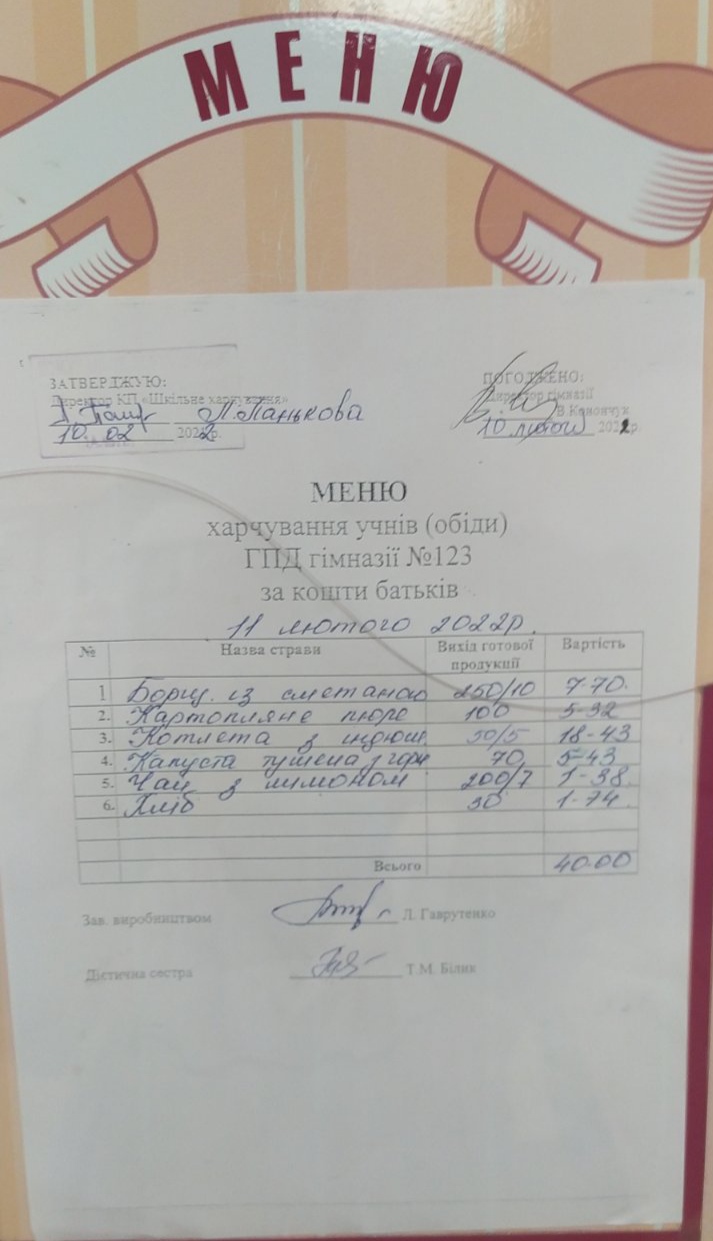 МЕНЮ
ЗАТВЕРДЖУЮ:
Директор КП «Шкільне харчування»
Л. Панькова
10. 02 2022р.
ПОГОДЖЕНО:
Директор гімназії
В.Конончук
10 лютого 2022р.
МЕНЮ
харчування учнів (обіди)
ГПД гімназії №123
за кошти батьків
11 лютого 2022р.
№ Назва страви Вихід готової продукції Вартість
1 Борщ із сметаною 250/10 7-70.
2. Картопляне пюре 100 5-32
3. Котлета з індюш. 50/5 18-43
4. Капуста тушена з гори 70 5-43
5. Чай з лимоном 200/7 1-38.
6. Хліб 30 1-74.
Всього 40.00
Зав. виробництвом Л. Гаврутенко
Дієтична сестра Т.М. Білик